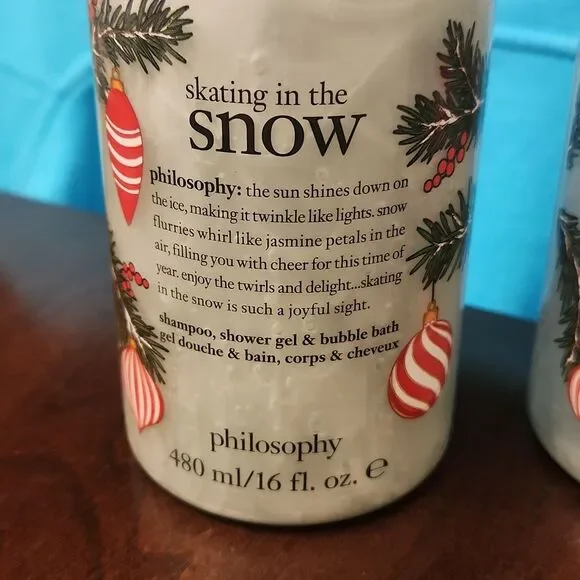 skating in the
snow
philosophy: the sun shines down on
the ice, making it twinkle like lights. snow
flurries whirl like jasmine petals in the
air, filling you with cheer for this time of
year. enjoy the twirls and delight...skating
in the snow is such a joyful sight.
shampoo, shower gel & bubble bath
gel douche & bain, corps & cheveux
philosophy
480 ml/16 fl. oz. ℮